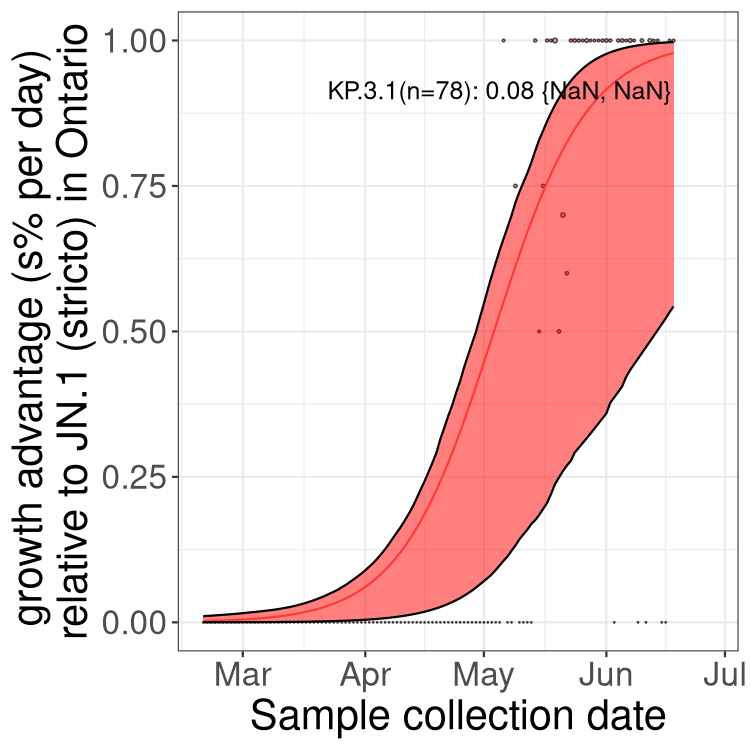 growth advantage (s% per day)
relative to JN.1 (stricto) in Ontario
1.00
0.75
0.50
0.25
0.00
KP.3.1(n=78): 0.08 {NaN, NaN}
Mar Apr May Jun Jul
Sample collection date